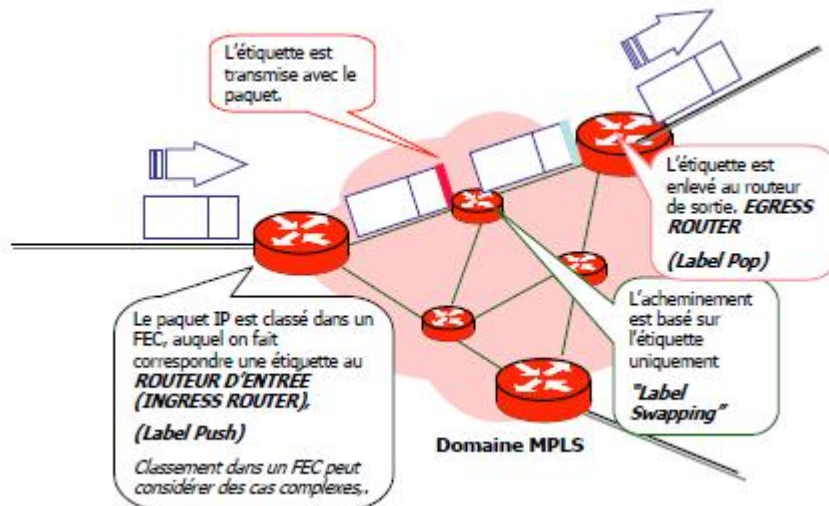 L'étiquette est
transmise avec le
paquet.
L'étiquette est
enlevé au routeur
de sortie. EGRESS
ROUTER
(Label Pop)
Le paquet IP est classé dans un
FEC, auquel on fait
correspondre une étiquette au
ROUTEUR D'ENTRÉE
(INGRESS ROUTER),
(Label Push)
Classement dans un FEC peut
considérer des cas complexes,.
L'acheminement
est basé sur
l'étiquette
uniquement
"Label
Swapping"
Domaine MPLS